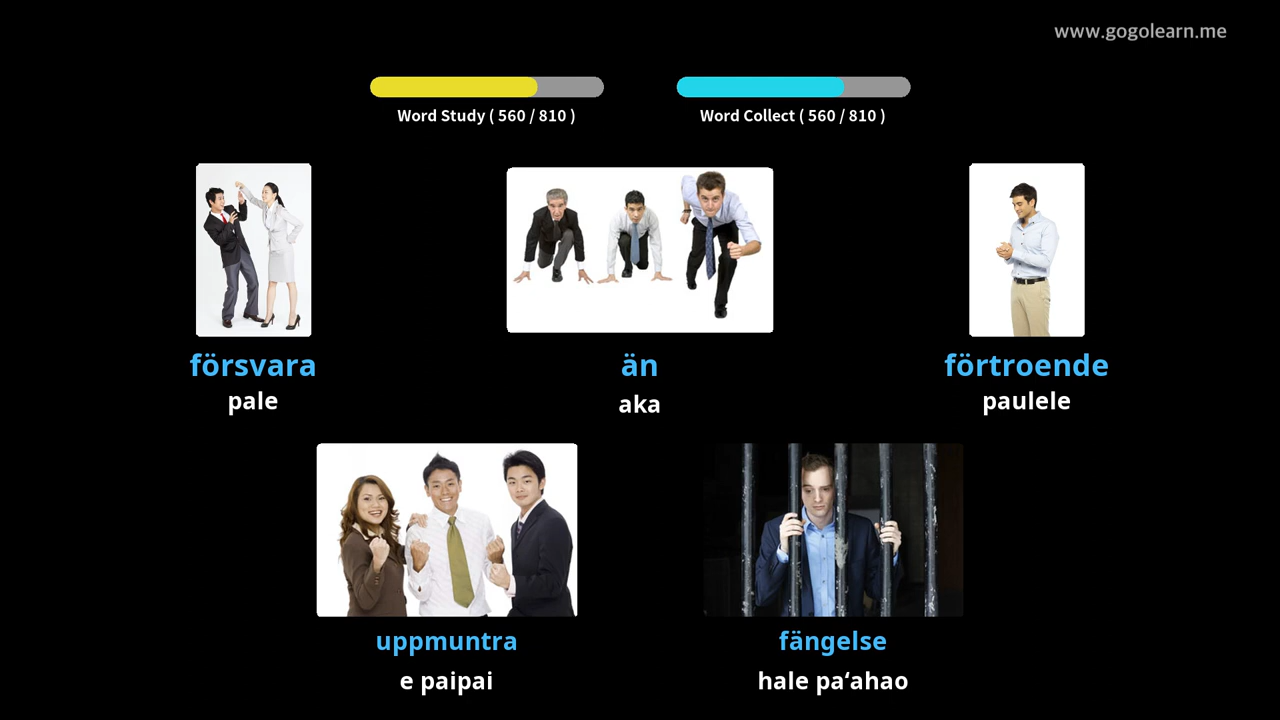 www.gogolearn.me
Word Study ( 560 / 810 )
Word Collect ( 560 / 810 )
försvara
pale
än
aka
förtroende
paulele
uppmuntra
e paipai
fängelse
hale paʻahao